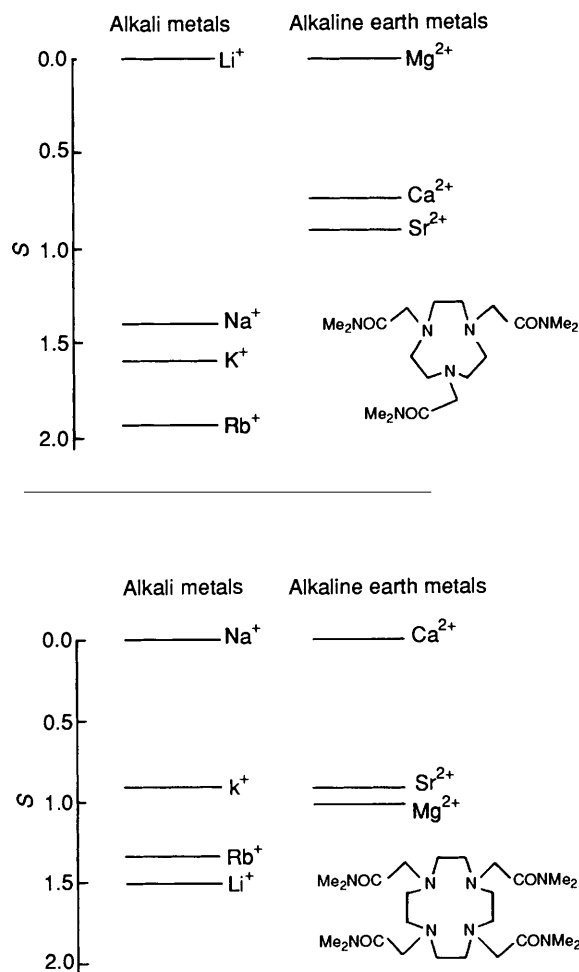 Alkali metals Alkaline earth metals
0.0 Li⁺ Mg²⁺
0.5
Ca²⁺
Sr²⁺
S 1.0
Na⁺
1.5
K⁺
Rb⁺
2.0
Me₂NOC N N CONMe₂
N
Me₂NOC
Alkali metals Alkaline earth metals
0.0 Na⁺ Ca²⁺
0.5
k⁺ Sr²⁺
S 1.0 Mg²⁺
Rb⁺
1.5 Li⁺
2.0
Me₂NOC N N CONMe₂
Me₂NOC N N CONMe₂